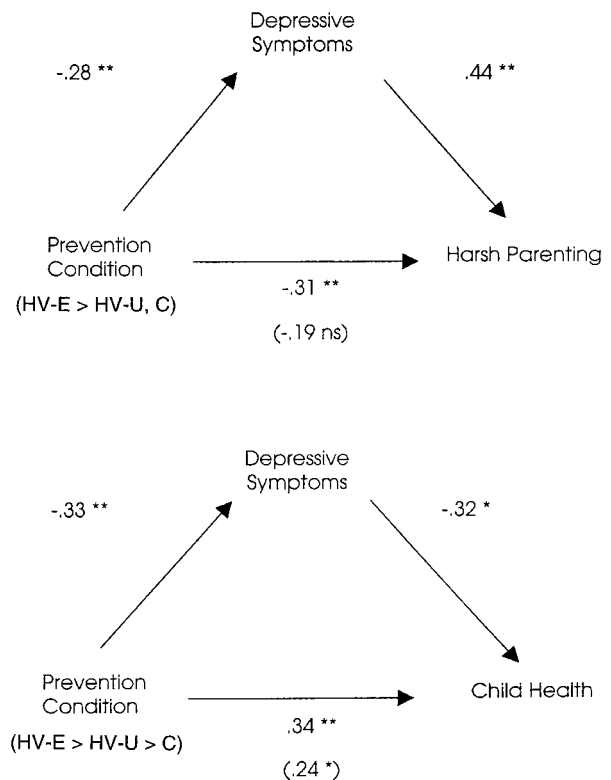 Depressive
Symptoms
-.28 **
.44 **
Prevention
Condition
(HV-E > HV-U, C)
Harsh Parenting
-.31 **
(-.19 ns)
Depressive
Symptoms
-.33 **
-.32 *
Prevention
Condition
(HV-E > HV-U > C)
Child Health
.34 **
(.24 *)